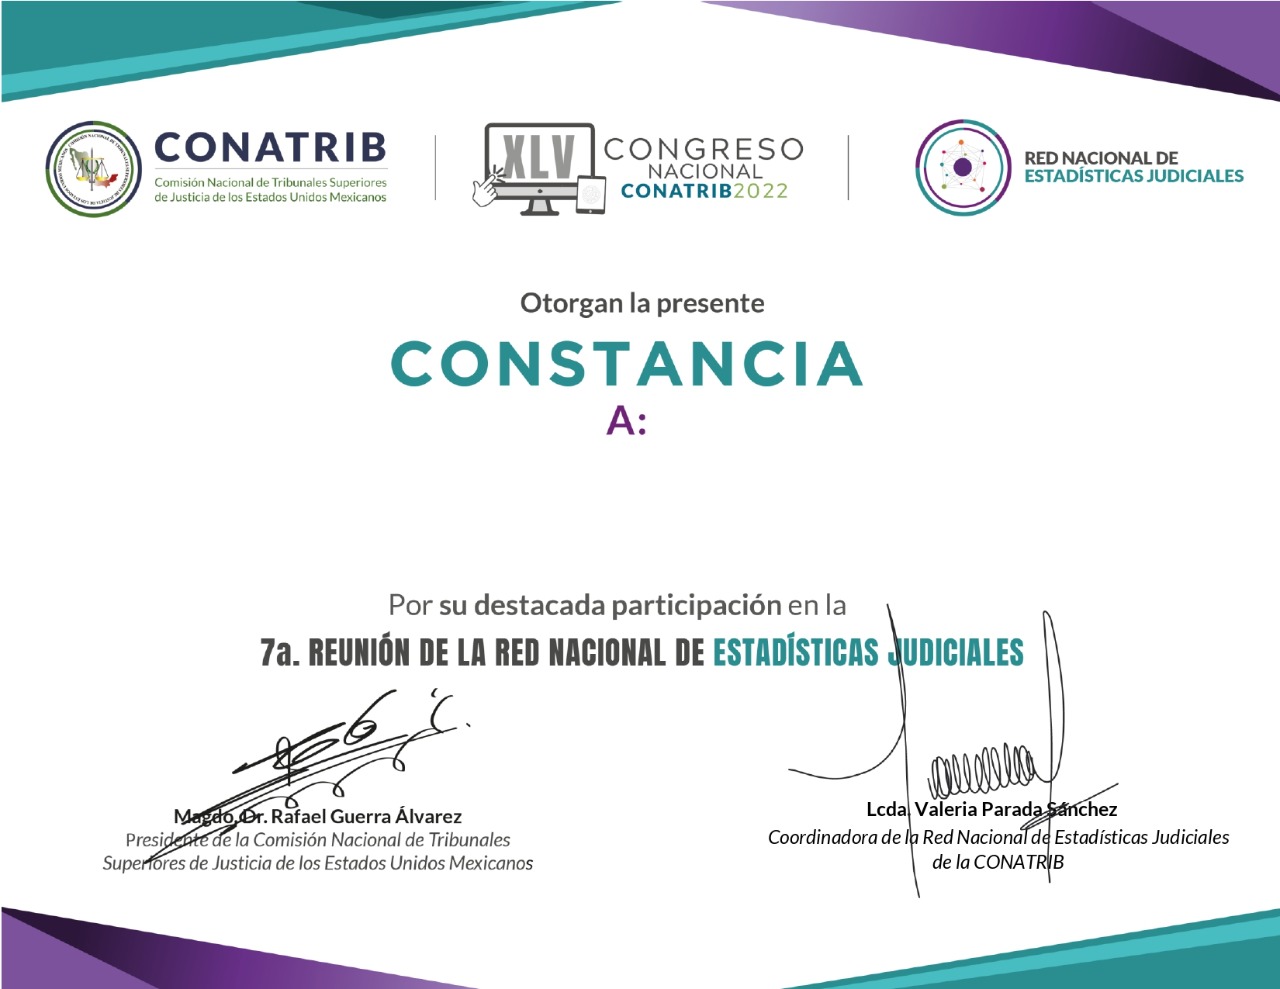 CONATRIB
Comisión Nacional de Tribunales Superiores
de Justicia de los Estados Unidos Mexicanos
XLV
CONGRESO
NACIONAL
CONATRIB2022
RED NACIONAL DE
ESTADÍSTICAS JUDICIALES
Otorgan la presente
CONSTANCIA
A:
Por su destacada participación en la
7a. REUNIÓN DE LA RED NACIONAL DE ESTADÍSTICAS JUDICIALES
Magdo. Dr. Rafael Guerra Álvarez
Presidente de la Comisión Nacional de Tribunales
Superiores de Justicia de los Estados Unidos Mexicanos
Lcda. Valeria Parada Sánchez
Coordinadora de la Red Nacional de Estadísticas Judiciales
de la CONATRIB